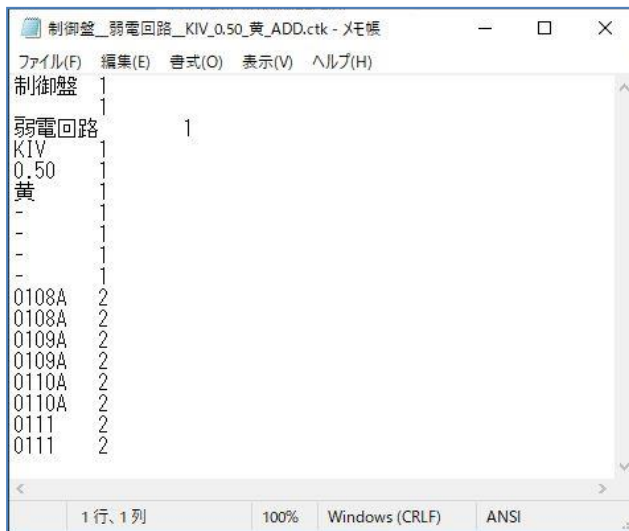 制御盤__弱電回路__KIV_0.50_黄_ADD.ctk - メモ帳
ファイル(F) 編集(E) 書式(O) 表示(V) ヘルプ(H)
制御盤 1
_ 1
弱電回路 1
KIV 1
0.50 1
黄 1
- 1
- 1
- 1
- 1
0108A 2
0108A 2
0109A 2
0109A 2
0110A 2
0110A 2
0111 2
0111 2
1行、1列 100% Windows (CRLF) ANSI